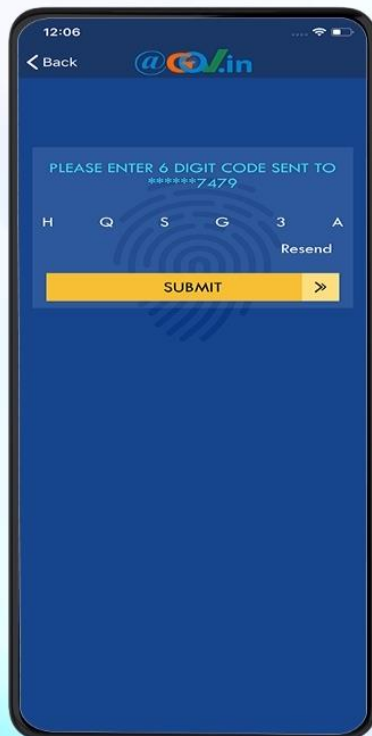 12:06
Back @GOV.in
PLEASE ENTER 6 DIGIT CODE SENT TO
******7479
H Q S G 3 A
Resend
SUBMIT »